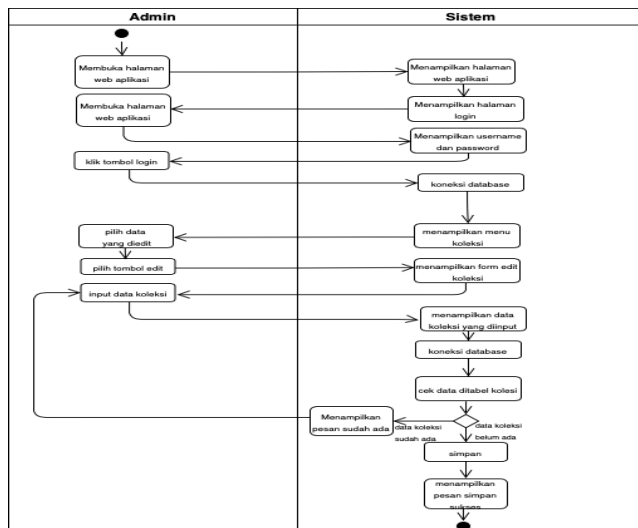 Admin
Sistem
Membuka halaman
web aplikasi
Menampilkan halaman
web aplikasi
Membuka halaman
web aplikasi
Menampilkan halaman
login
Menampilkan username
dan password
klik tombol login
koneksi database
pilih data
yang diedit
menampilkan menu
koleksi
pilih tombol edit
menampilkan form edit
koleksi
input data koleksi
menampilkan data
koleksi yang diinput
koneksi database
cek data ditabel kolesi
Menampilkan
pesan sudah ada
data koleksi
sudah ada
data koleksi
belum ada
simpan
menampilkan
pesan simpan
sukses